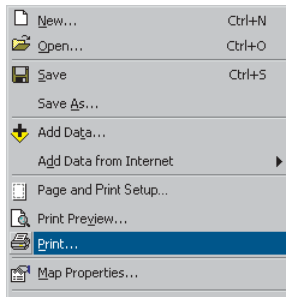 New... Ctrl+N
Open... Ctrl+O
Save Ctrl+S
Save As...
Add Data...
Add Data from Internet
Page and Print Setup...
Print Preview...
Print...
Map Properties...